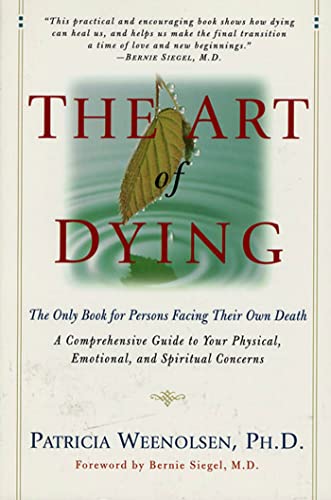 "This practical and encouraging book shows how dying
can heal us, and helps us make the final transition
a time of love and new beginnings."
—BERNIE SIEGEL, M.D.
THE ART
of
DYING
The Only Book for Persons Facing Their Own Death
A Comprehensive Guide to Your Physical,
Emotional, and Spiritual Concerns
PATRICIA WEENOLSEN, PH.D.
Foreword by Bernie Siegel, M.D.